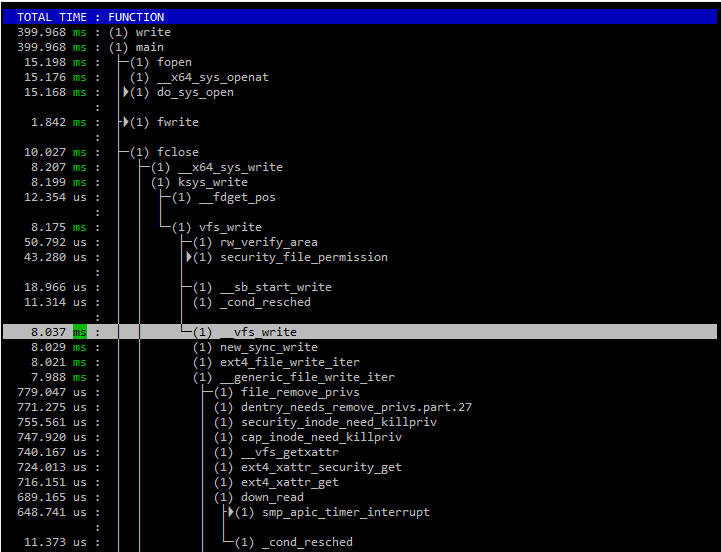 TOTAL TIME : FUNCTION
399.968 ms : (1) write
399.968 ms : (1) main
15.198 ms : (1) fopen
15.176 ms : (1) __x64_sys_openat
15.168 ms : (1) do_sys_open
:
1.842 ms : (1) fwrite
:
10.027 ms : (1) fclose
8.207 ms : (1) __x64_sys_write
8.199 ms : (1) ksys_write
12.354 us : (1) __fdget_pos
:
8.175 ms : (1) vfs_write
50.792 us : (1) rw_verify_area
43.280 us : (1) security_file_permission
:
18.966 us : (1) __sb_start_write
11.314 us : (1) _cond_resched
:
8.037 ms : (1) __vfs_write
8.029 ms : (1) new_sync_write
8.021 ms : (1) ext4_file_write_iter
7.988 ms : (1) __generic_file_write_iter
779.047 us : (1) file_remove_privs
771.275 us : (1) dentry_needs_remove_privs.part.27
755.561 us : (1) security_inode_need_killpriv
747.920 us : (1) cap_inode_need_killpriv
740.167 us : (1) __vfs_getxattr
724.013 us : (1) ext4_xattr_security_get
716.151 us : (1) ext4_xattr_get
689.165 us : (1) down_read
648.741 us : (1) smp_apic_timer_interrupt
:
11.373 us : (1) _cond_resched